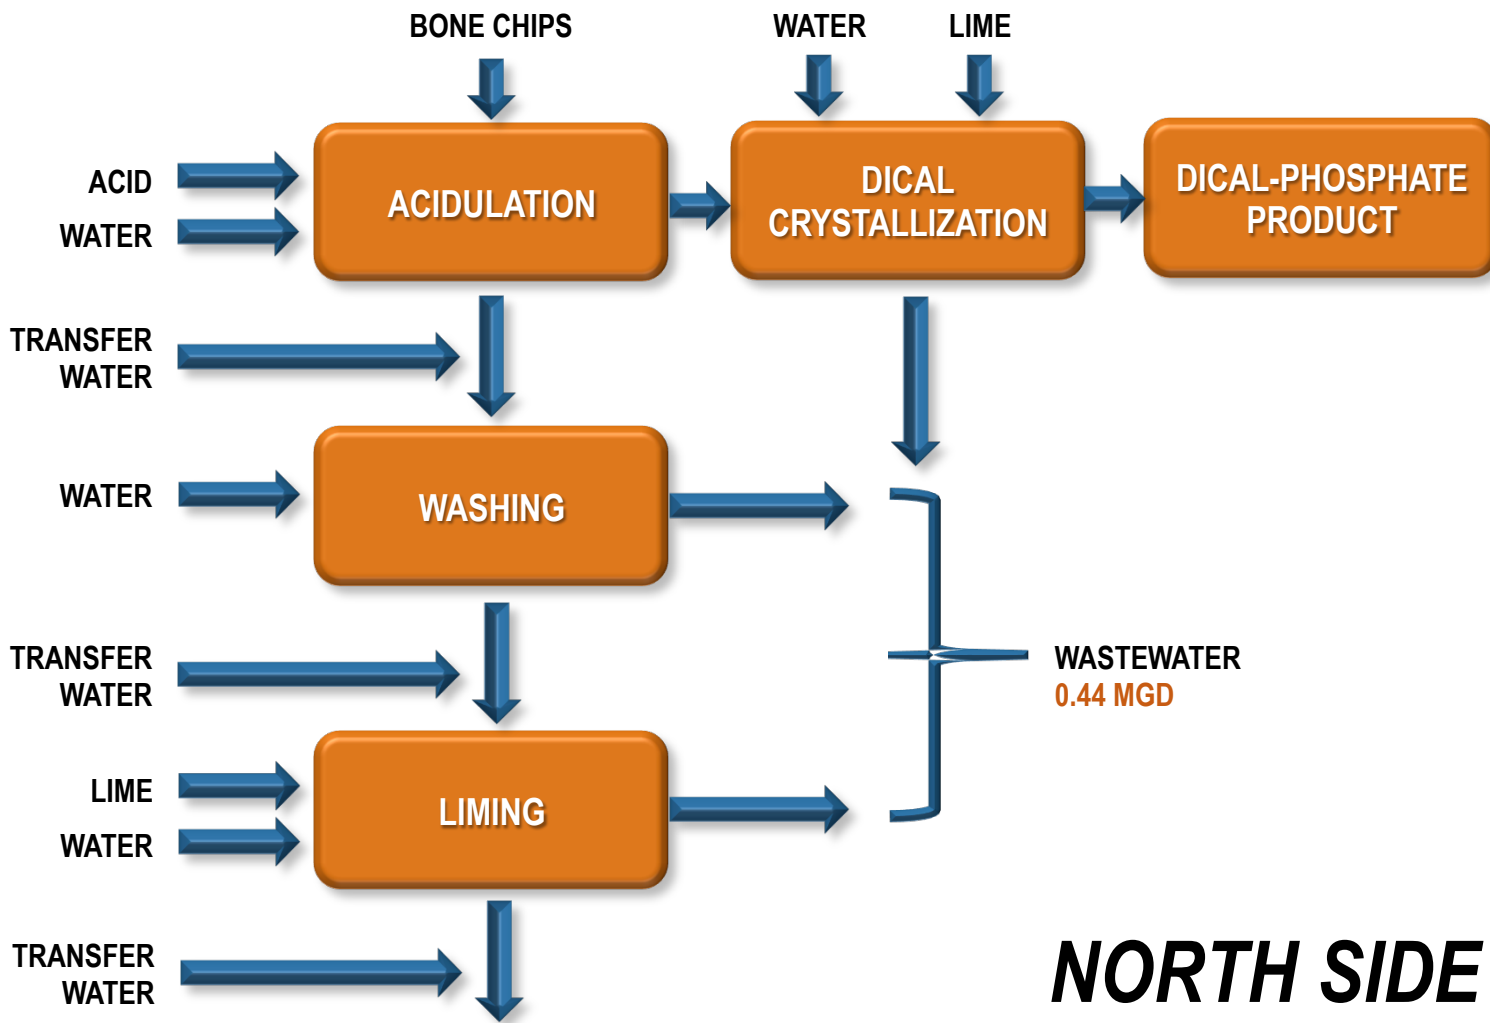 BONE CHIPS
WATER
LIME
ACID
WATER
ACIDULATION
DICAL
CRYSTALLIZATION
DICAL-PHOSPHATE
PRODUCT
TRANSFER
WATER
WATER
WASHING
TRANSFER
WATER
WASTEWATER
0.44 MGD
LIME
WATER
LIMING
TRANSFER
WATER
NORTH SIDE